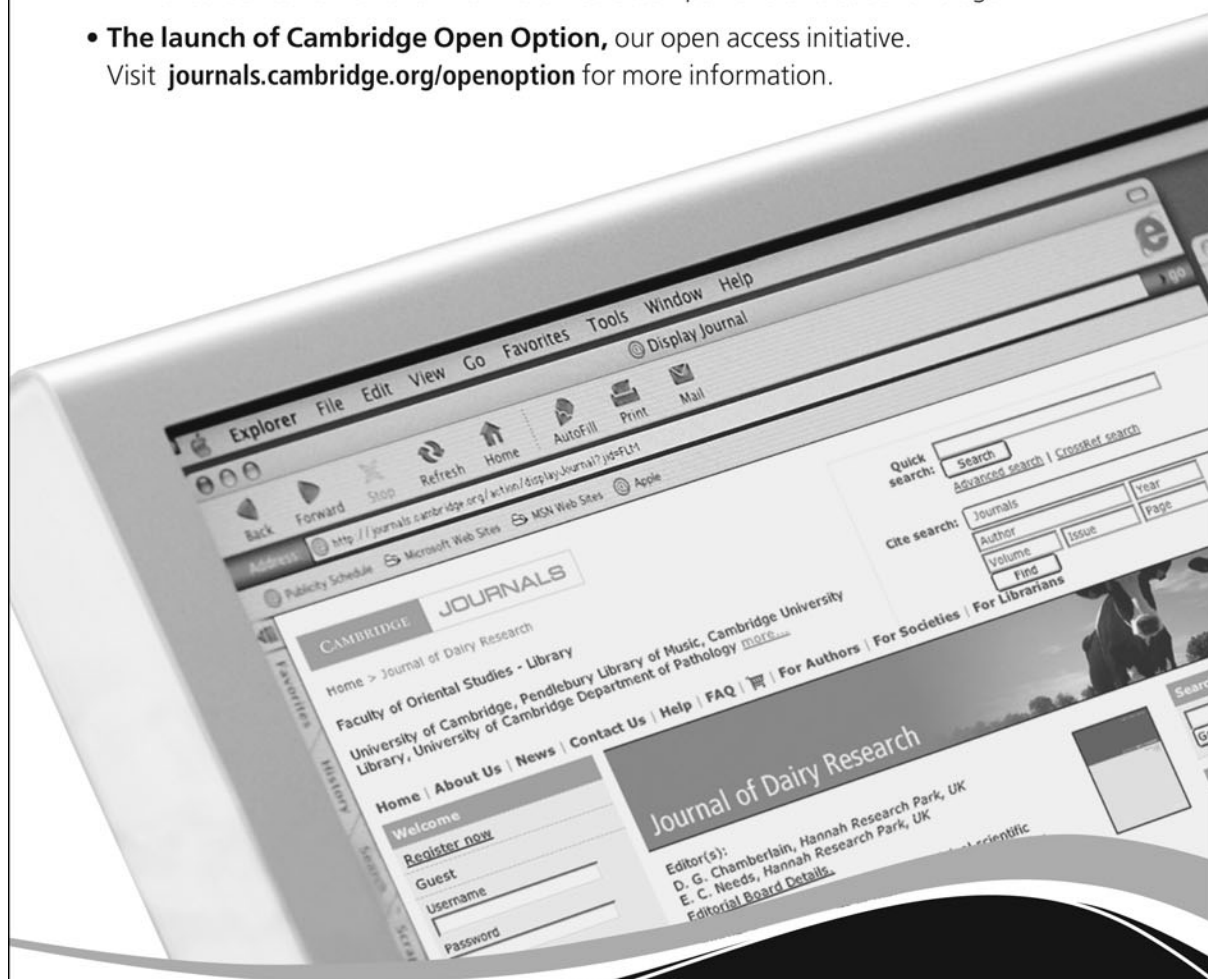 • The launch of Cambridge Open Option, our open access initiative.
Visit journals.cambridge.org/openoption for more information.
Explorer File Edit View Go Favorites Tools Window Help
Display Journal
Back Forward Stop Refresh Home AutoFill Print Mail
Address http://journals.cambridge.org/action/displayJournal?jid=FLM
go
Publicity Schedule Microsoft Web Sites MSN Web Sites Apple
Favorites
History
Search
CAMBRIDGE JOURNALS
Quick search:
Search
Advanced search | CrossRef search
Cite search:
Journals
Author Year
Volume Issue Page
Find
Home > Journal of Dairy Research
Faculty of Oriental Studies - Library
University of Cambridge, Pendlebury Library of Music, Cambridge University
Library, University of Cambridge Department of Pathology more....
Home | About Us | News | Contact Us | Help | FAQ | For Authors | For Societies | For Librarians
Welcome
Register now
Guest
Username
Password
Journal of Dairy Research
Editor(s):
D. G. Chamberlain, Hannah Research Park, UK
E. C. Needs, Hannah Research Park, UK
Editorial Board Details.
scientific